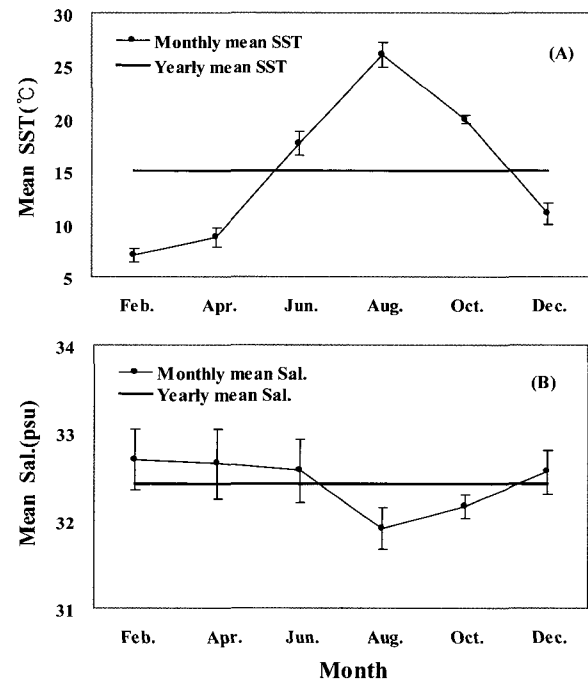 30
25
20
15
10
5
Mean SST(℃)
Monthly mean SST
Yearly mean SST
(A)
Feb. Apr. Jun. Aug. Oct. Dec.
34
33
32
31
Mean Sal.(psu)
Monthly mean Sal.
Yearly mean Sal.
(B)
Feb. Apr. Jun. Aug. Oct. Dec.
Month